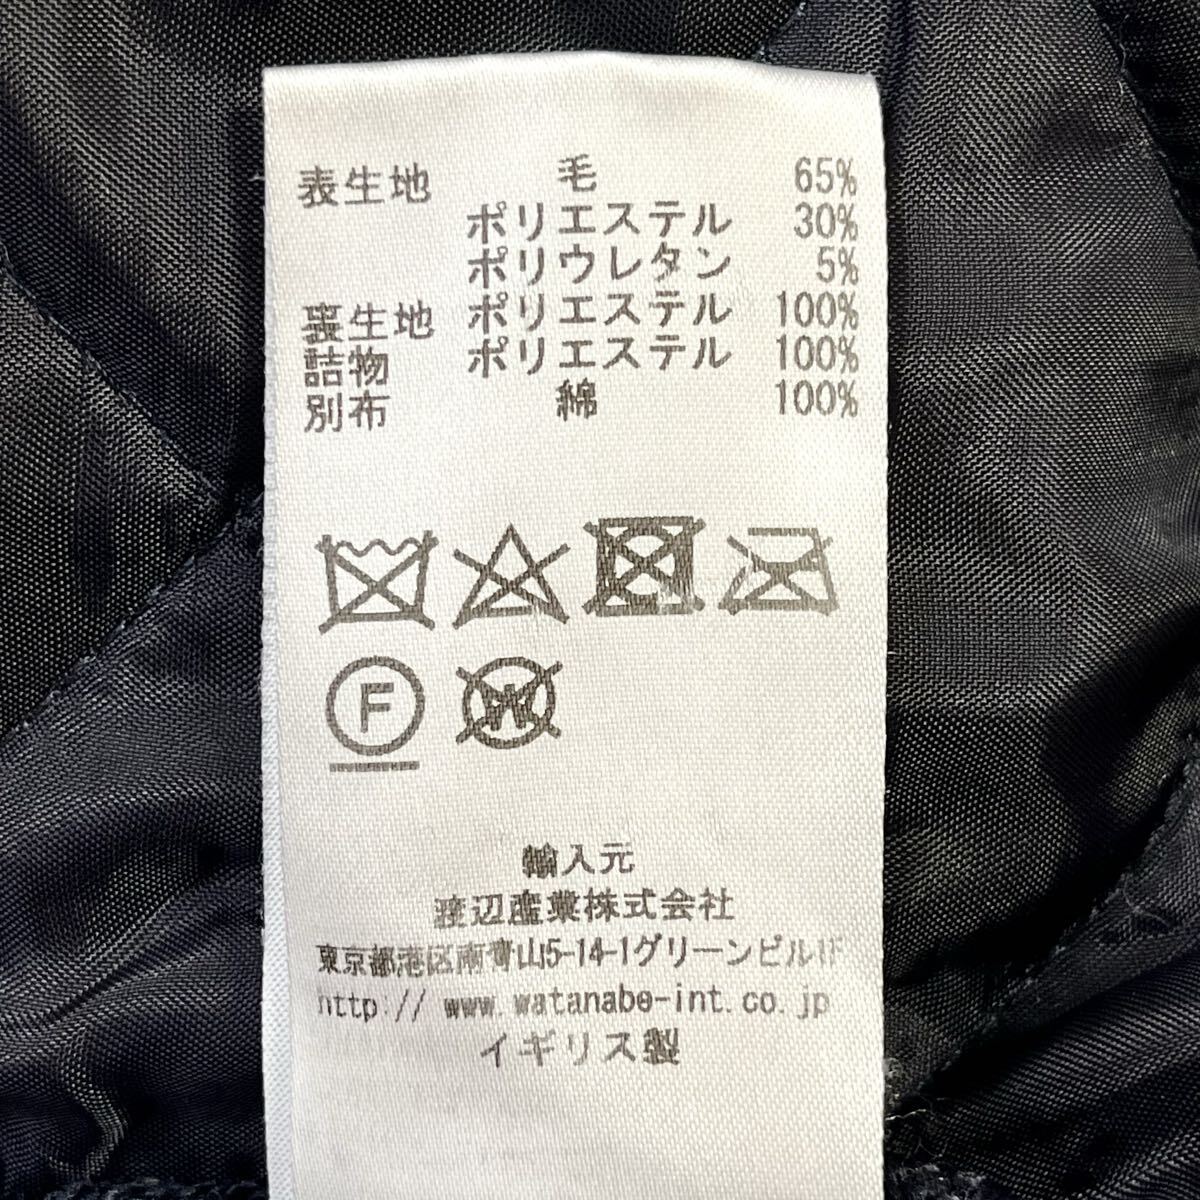 表生地 毛 65%
ポリエステル 30%
ポリウレタン 5%
裏生地 ポリエステル 100%
詰物 ポリエステル 100%
別布 綿 100%
F W
輸入元
渡辺産業株式会社
東京都港区南青山5-14-1グリーンビル1F
http:// www.watanabe-int.co.jp
イギリス製